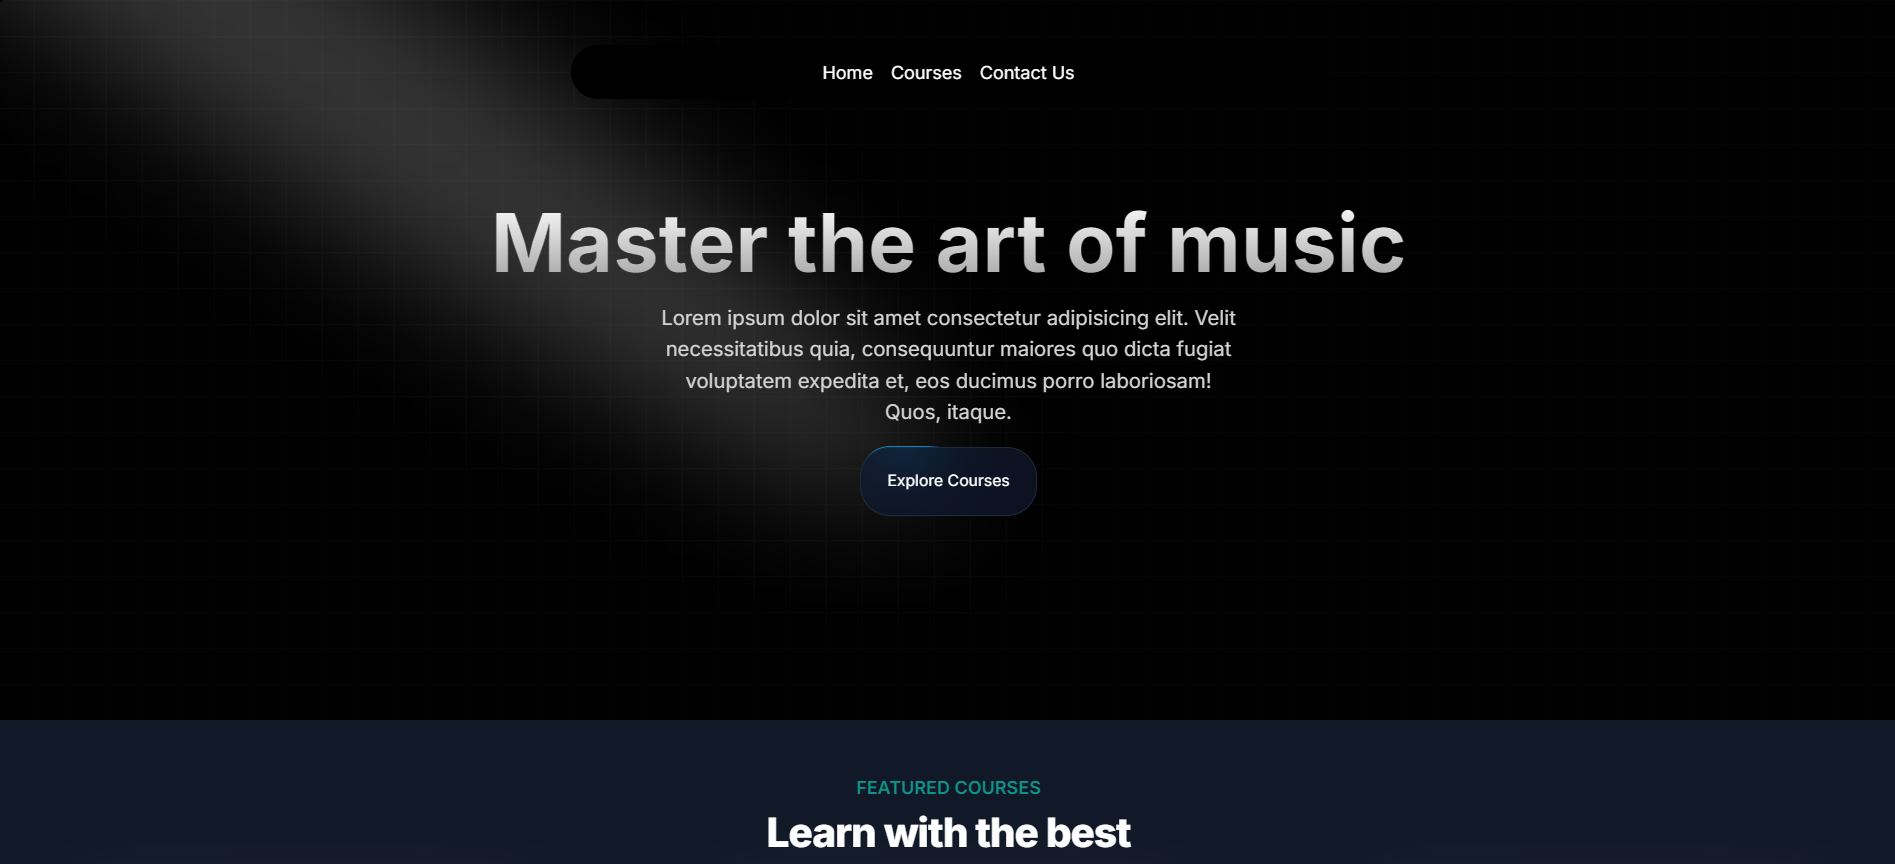 Home Courses Contact Us
Master the art of music
Lorem ipsum dolor sit amet consectetur adipisicing elit. Velit
necessitatibus quia, consequuntur maiores quo dicta fugiat
voluptatem expedita et, eos ducimus porro laboriosam!
Quos, itaque.
Explore Courses
FEATURED COURSES
Learn with the best